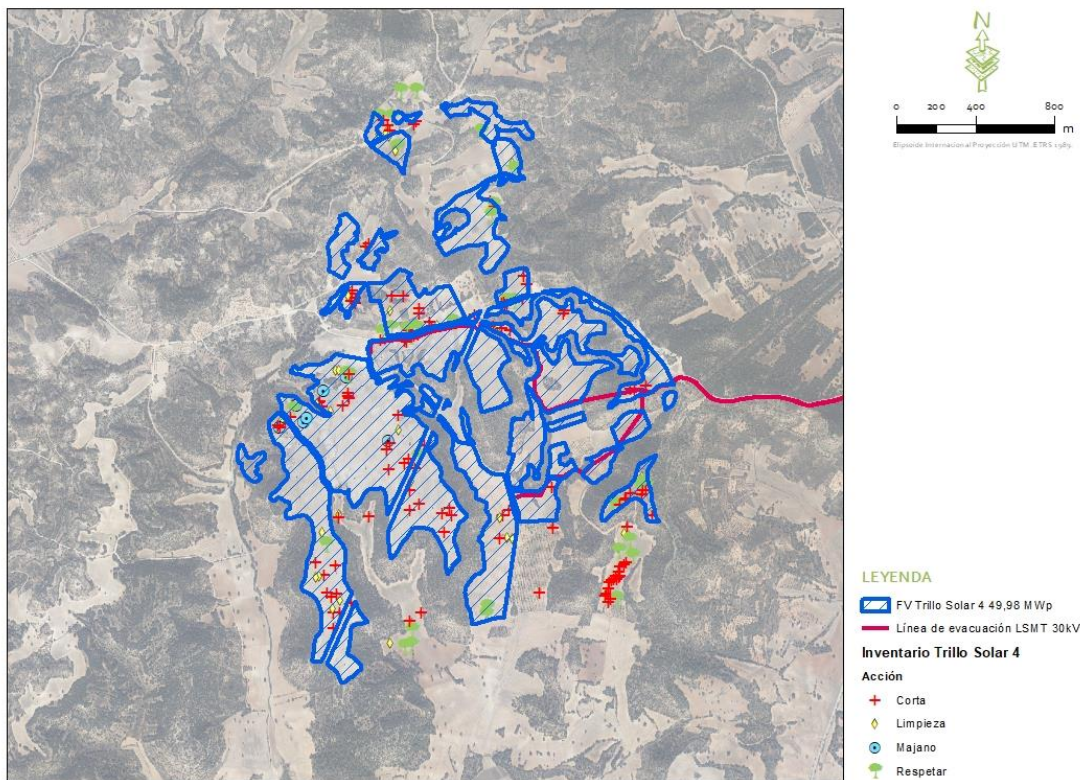 N
0 200 400 800
m
Elipsoide Internacional Proyección UTM. ETRS 1989.
LEYENDA
FV Trillo Solar 4 49,98 MWp
Línea de evacuación LSMT 30kV
Inventario Trillo Solar 4
Acción
Corta
Limpieza
Majano
Respetar